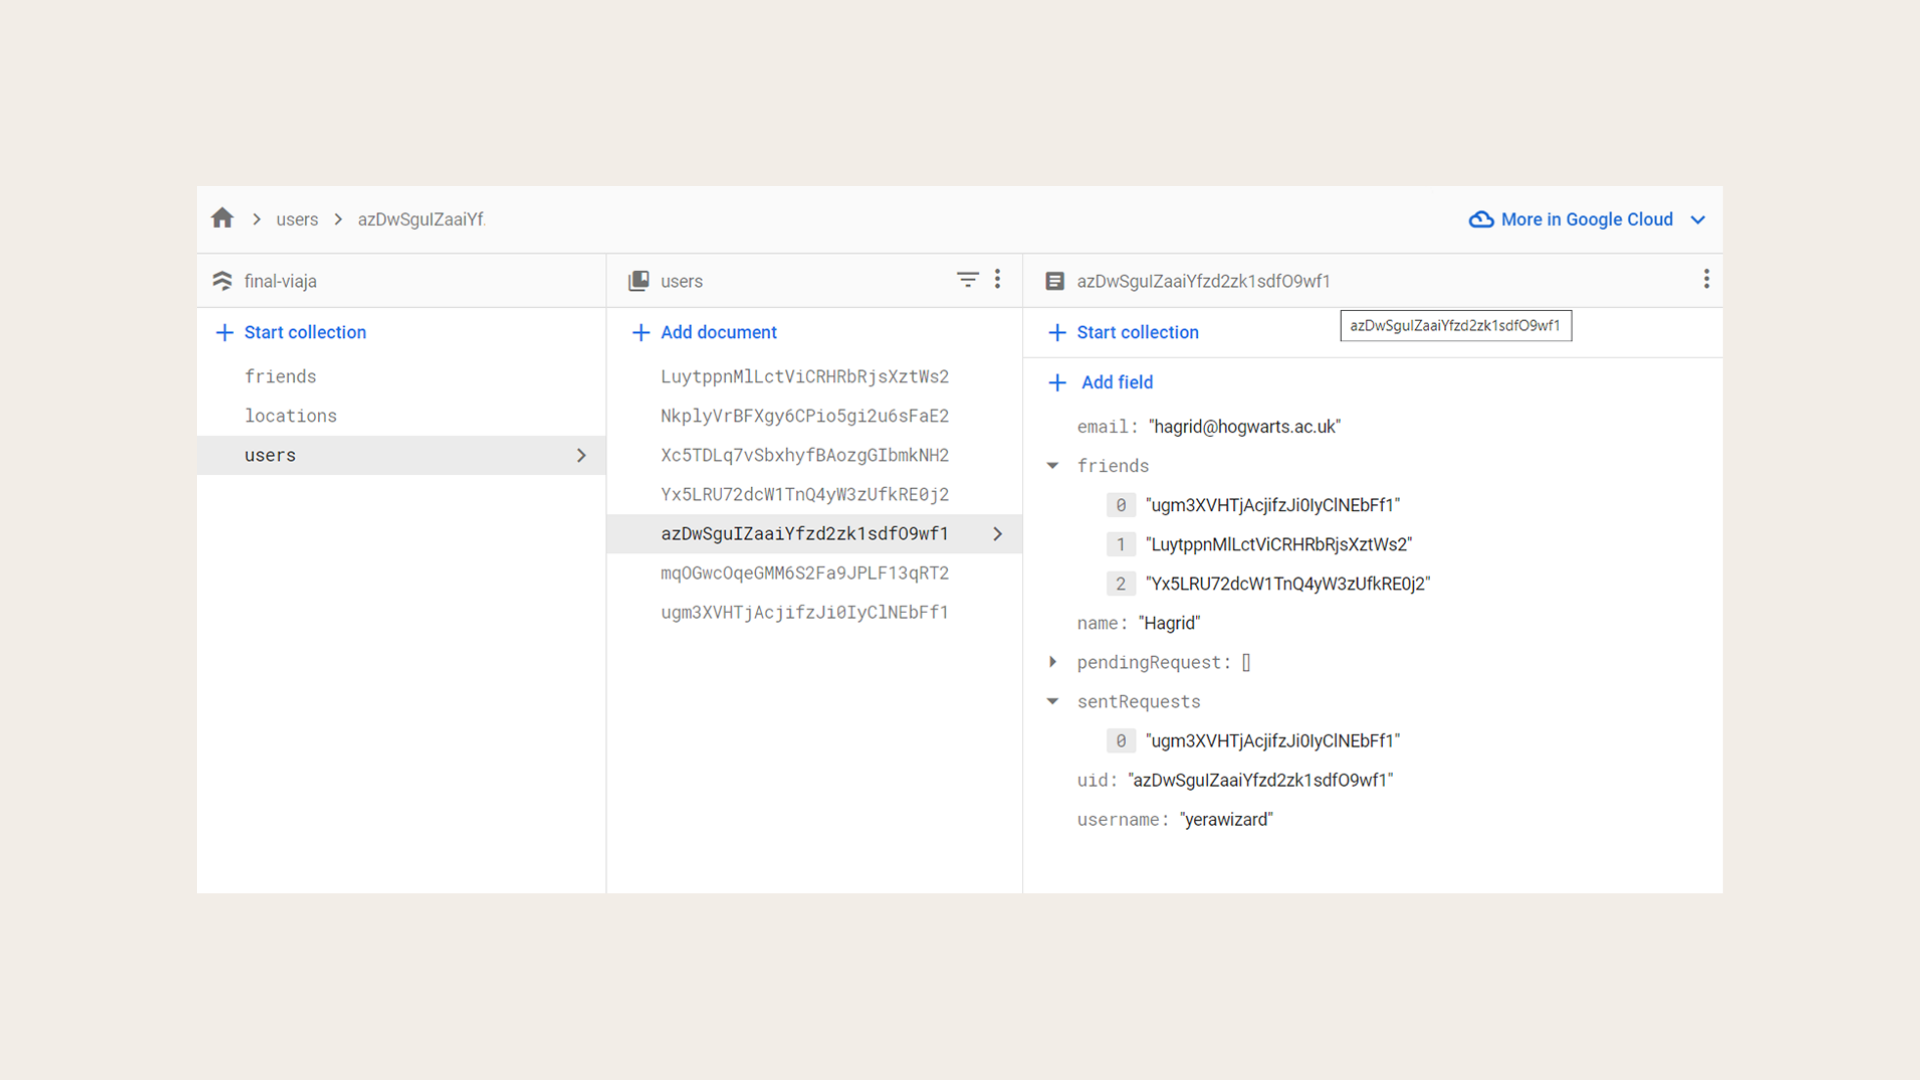 users azDwSguIZaaiYf
More in Google Cloud
final-viaja
Start collection
friends
locations
users
users
Add document
LuytppnMlLctViCRHRbRjsXztWs2
NkplyVrBFXgy6CPio5gi2u6sFaE2
Xc5TDLq7vSbxhyfBAozgGIbmkNH2
Yx5LRU72dcW1TnQ4yW3zUfkRE0j2
azDwSguIZaaiYfzd2zk1sdfO9wf1
mqOGwcOqeGMM6S2Fa9JPLF13qRT2
ugm3XVHTjAcjifzJi0IyClNEbFf1
azDwSguIZaaiYfzd2zk1sdfO9wf1
Start collection
azDwSguIZaaiYfzd2zk1sdfO9wf1
Add field
email: "hagrid@hogwarts.ac.uk"
friends
0 "ugm3XVHTjAcjifzJi0IyClNEbFf1"
1 "LuytppnMlLctViCRHRbRjsXztWs2"
2 "Yx5LRU72dcW1TnQ4yW3zUfkRE0j2"
name: "Hagrid"
pendingRequest: []
sentRequests
0 "ugm3XVHTjAcjifzJi0IyClNEbFf1"
uid: "azDwSguIZaaiYfzd2zk1sdfO9wf1"
username: "yerawizard"